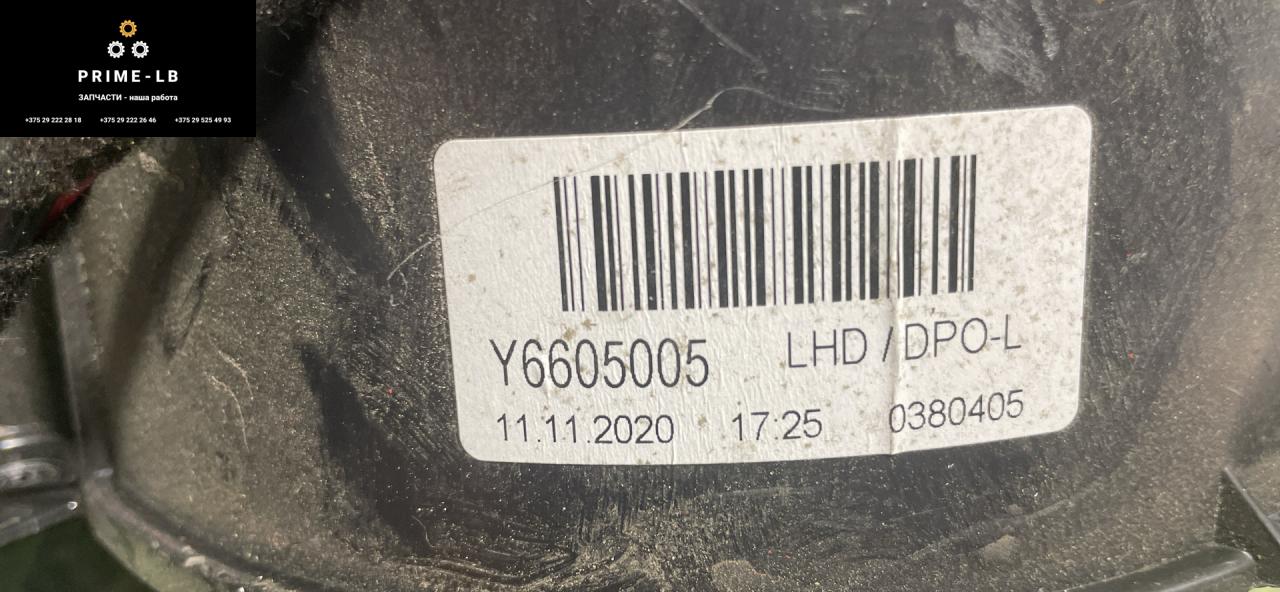 PRIME-LB
ЗАПЧАСТИ - наша работа
+375 29 222 28 18 +375 29 222 26 46 +375 29 525 49 93
Y6605005 LHD / DPO-L
11.11.2020 17:25 0380405